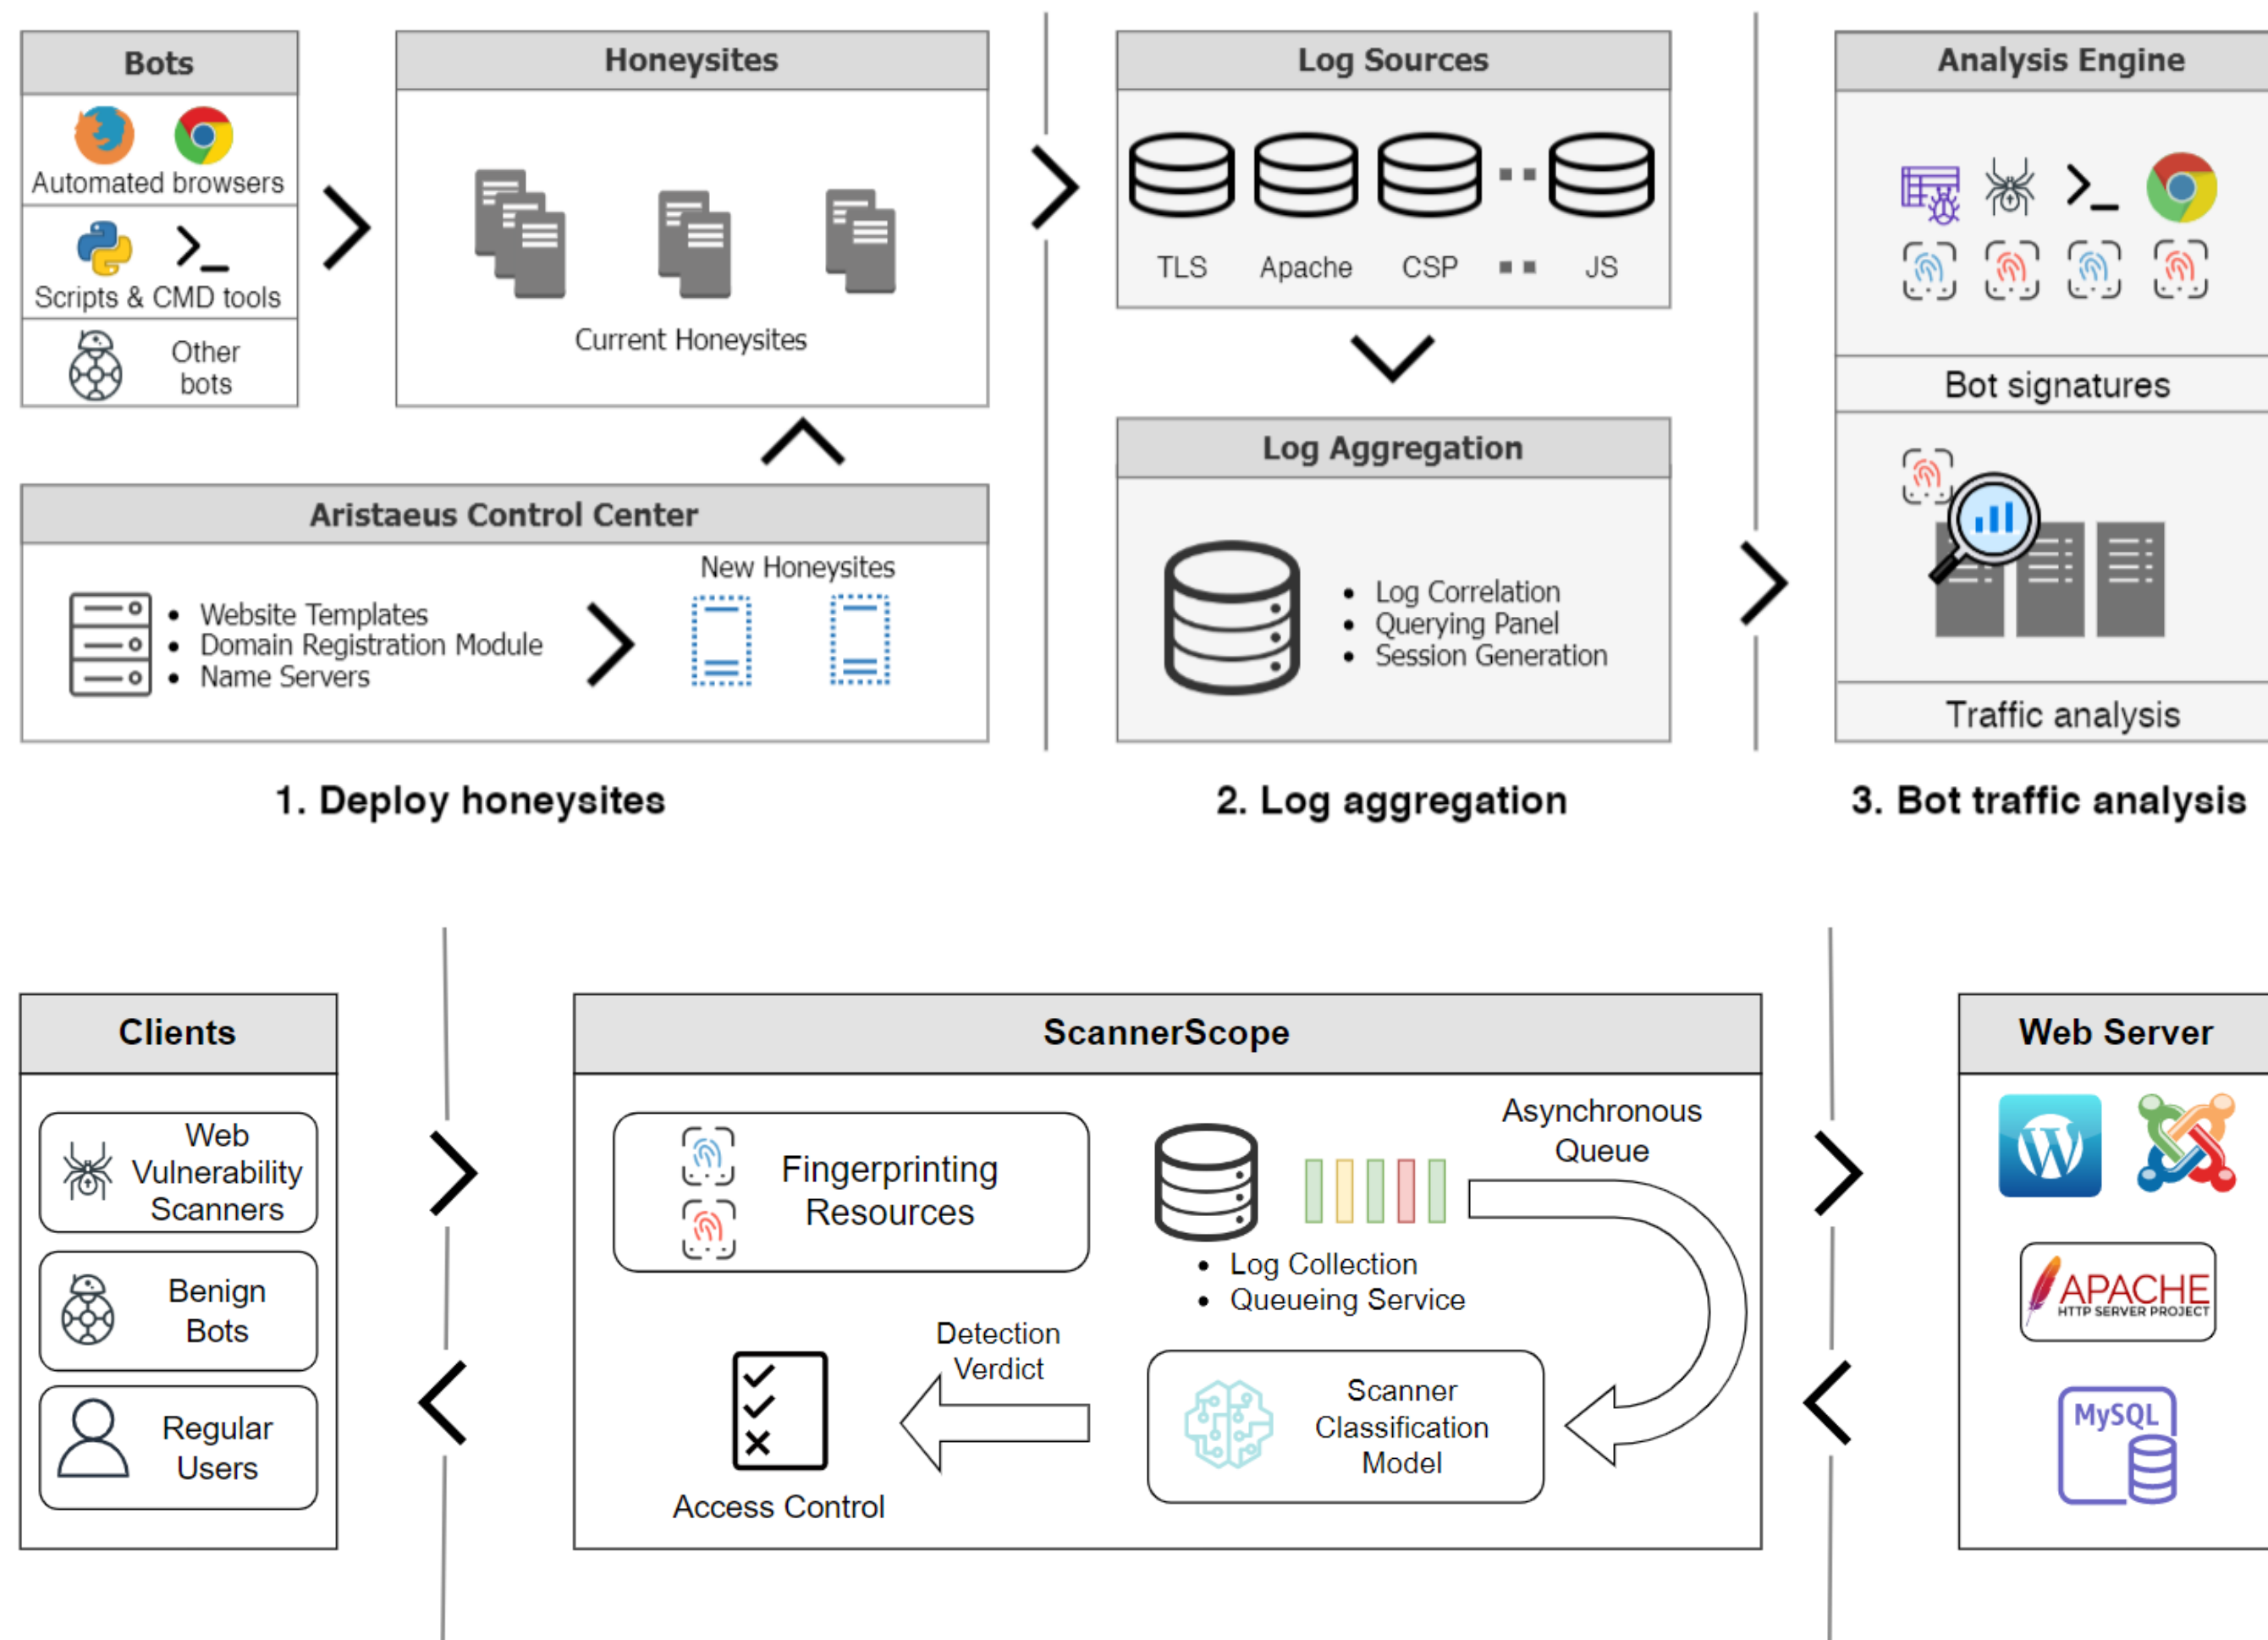 Bots
Automated browsers
Scripts & CMD tools
Other
bots
Honeysites
Current Honeysites
Aristaeus Control Center
• Website Templates
• Domain Registration Module
• Name Servers
New Honeysites
1. Deploy honeysites
Log Sources
TLS
Apache
CSP
JS
Log Aggregation
• Log Correlation
• Querying Panel
• Session Generation
2. Log aggregation
Analysis Engine
Bot signatures
Traffic analysis
3. Bot traffic analysis
Clients
Web
Vulnerability
Scanners
Benign
Bots
Regular
Users
ScannerScope
Fingerprinting
Resources
• Log Collection
• Queueing Service
Asynchronous
Queue
Scanner
Classification
Model
Detection
Verdict
Access Control
Web Server
APACHE
HTTP SERVER PROJECT
MySQL